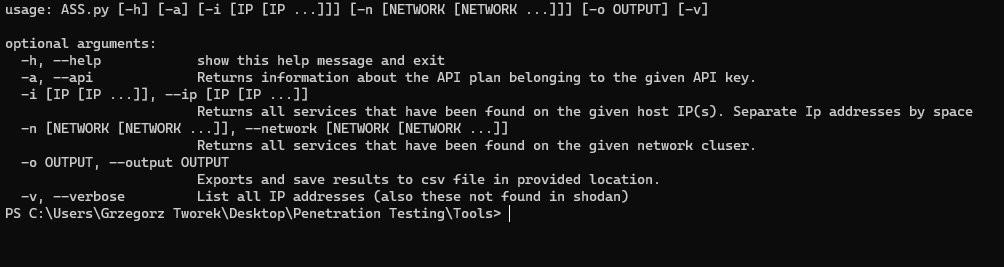 usage: ASS.py [-h] [-a] [-i [IP [IP ...]]] [-n [NETWORK [NETWORK ...]]] [-o OUTPUT] [-v]
optional arguments:
-h, --help show this help message and exit
-a, --api Returns information about the API plan belonging to the given API key.
-i [IP [IP ...]], --ip [IP [IP ...]]
Returns all services that have been found on the given host IP(s). Separate Ip addresses by space
-n [NETWORK [NETWORK ...]], --network [NETWORK [NETWORK ...]]
Returns all services that have been found on the given network cluser.
-o OUTPUT, --output OUTPUT
Exports and save results to csv file in provided location.
-v, --verbose List all IP addresses (also these not found in shodan)
PS C:\Users\Grzegorz Tworek\Desktop\Penetration Testing\Tools>